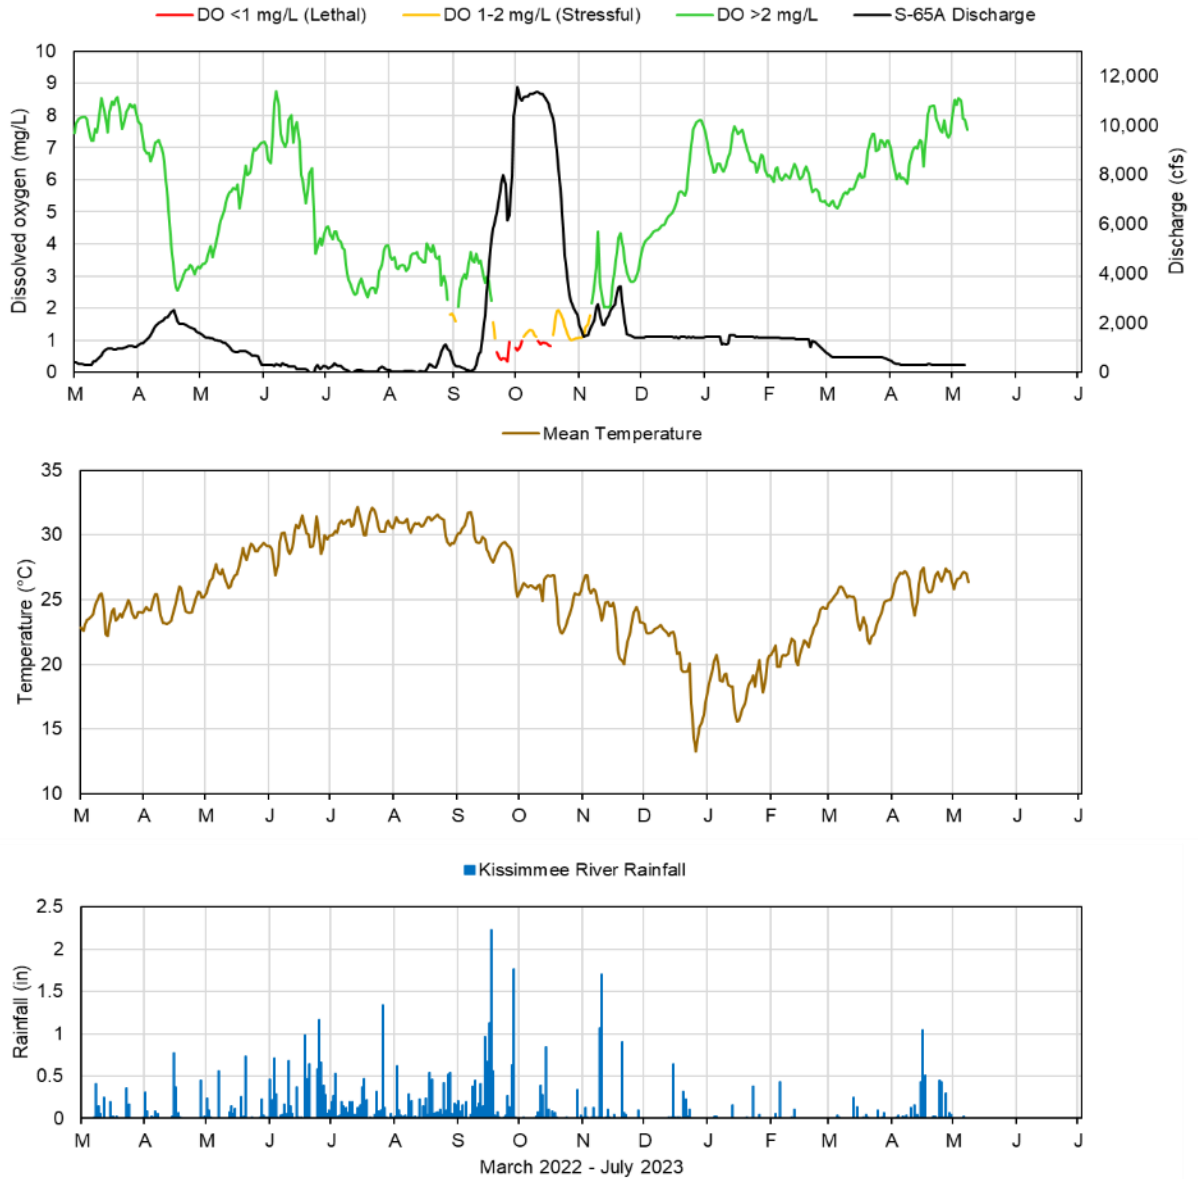 DO <1 mg/L (Lethal) DO 1-2 mg/L (Stressful) DO >2 mg/L S-65A Discharge
10
9
8
7
6
5
4
3
2
1
0
Dissolved oxygen (mg/L)
12,000
10,000
8,000
6,000
4,000
2,000
0
Discharge (cfs)
M A M J J A S O N D J F M A M J J
Mean Temperature
35
30
25
20
15
10
Temperature (°C)
M A M J J A S O N D J F M A M J J
Kissimmee River Rainfall
2.5
2
1.5
1
0.5
0
Rainfall (in)
M A M J J A S O N D J F M A M J J
March 2022 - July 2023